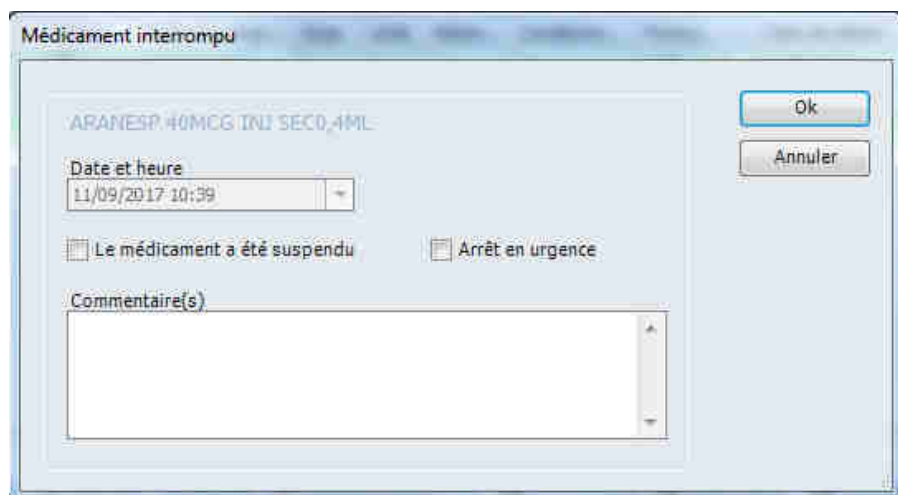 Médicament interrompu
ARANESP 40MCG INJ SEC0,4ML
Ok
Date et heure
Annuler
11/09/2017 10:39
Le médicament a été suspendu
Arrêt en urgence
Commentaire(s)